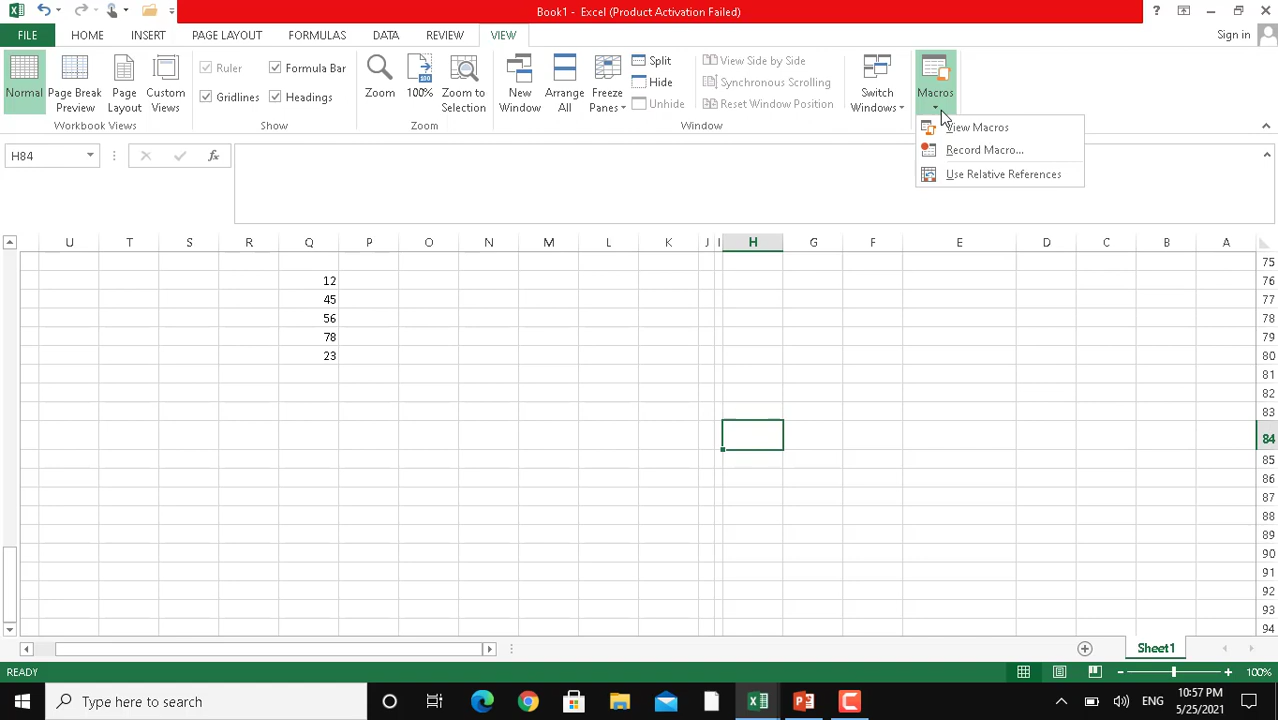 Book1 - Excel (Product Activation Failed)
?
FILE HOME INSERT PAGE LAYOUT FORMULAS DATA REVIEW VIEW Sign in
Normal
Page Break Preview
Page Layout
Custom Views
Workbook Views
Ruler
Formula Bar
Gridlines
Headings
Show
Zoom
100%
Zoom to Selection
Zoom
New Window
Arrange All
Freeze Panes
Split
Hide
Unhide
View Side by Side
Synchronous Scrolling
Reset Window Position
Window
Switch Windows
Macros
View Macros
Record Macro...
Use Relative References
H84
fx
U T S R Q P O N M L K J I H G F E D C B A
75
12 76
45 77
56 78
78 79
23 80
81
82
83
84
85
86
87
88
89
90
91
92
93
94
Sheet1
READY
100%
Type here to search
ENG
10:57 PM
5/25/2021